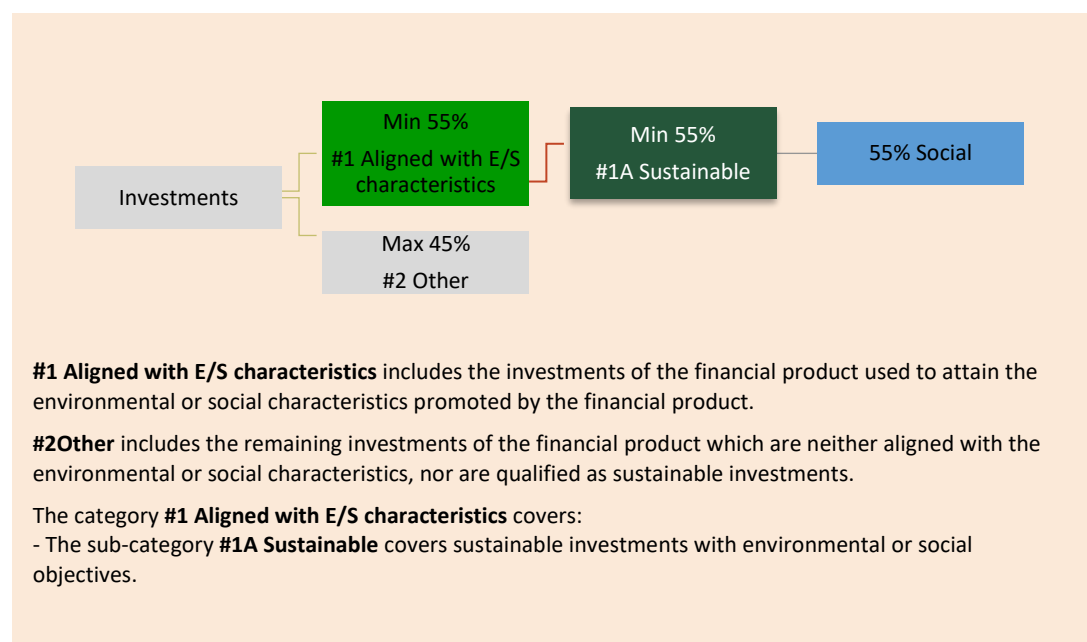 Min 55%
#1 Aligned with E/S
characteristics
Min 55%
#1A Sustainable
55% Social
Investments
Max 45%
#2 Other
#1 Aligned with E/S characteristics includes the investments of the financial product used to attain the
environmental or social characteristics promoted by the financial product.
#2Other includes the remaining investments of the financial product which are neither aligned with the
environmental or social characteristics, nor are qualified as sustainable investments.
The category #1 Aligned with E/S characteristics covers:
- The sub-category #1A Sustainable covers sustainable investments with environmental or social
objectives.